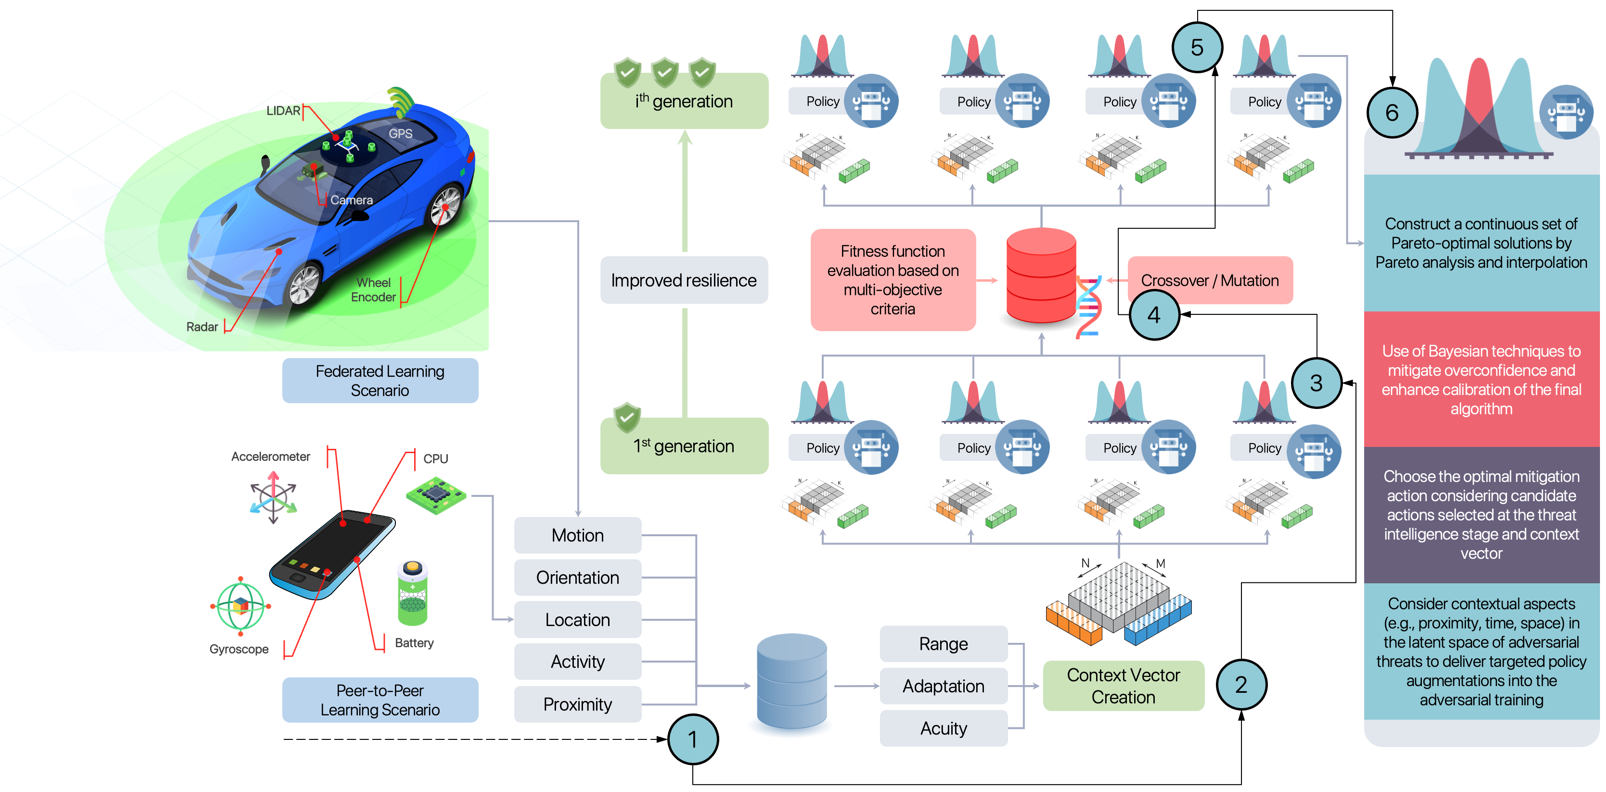 LIDAR
GPS
Camera
Wheel
Encoder
Radar
Federated Learning
Scenario
Accelerometer
CPU
Gyroscope
Battery
Peer-to-Peer
Learning Scenario
Motion
Orientation
Location
Activity
Proximity
1
Range
Adaptation
Acuity
N
M
Context Vector
Creation
2
ith generation
Improved resilience
1st generation
Policy
Policy
Policy
Policy
N
K
N
K
N
K
N
K
3
Fitness function
evaluation based on
multi-objective
criteria
Crossover / Mutation
4
Policy
Policy
Policy
Policy
N
K
N
K
N
K
N
K
5
6
Construct a continuous set of
Pareto-optimal solutions by
Pareto analysis and interpolation
Use of Bayesian techniques to
mitigate overconfidence and
enhance calibration of the final
algorithm
Choose the optimal mitigation
action considering candidate
actions selected at the threat
intelligence stage and context
vector
Consider contextual aspects
(e.g., proximity, time, space) in
the latent space of adversarial
threats to deliver targeted policy
augmentations into the
adversarial training